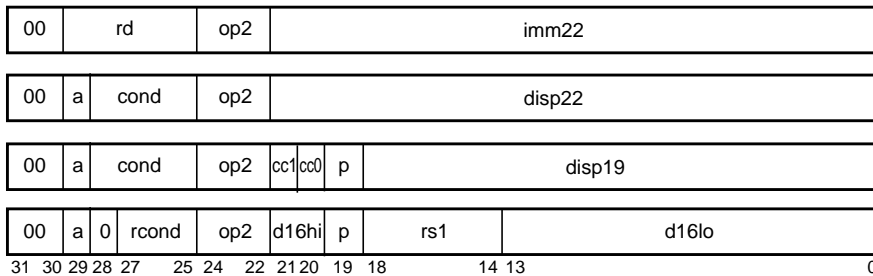 00 rd op2 imm22
00 a cond op2 disp22
00 a cond op2 cc1 cc0 p disp19
00 a 0 rcond op2 d16hi p rs1 d16lo
31 30 29 28 27 25 24 22 21 20 19 18 14 13 0